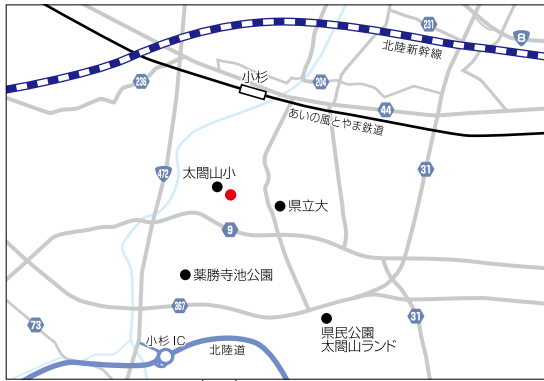 231
8
北陸新幹線
236
小杉
204
44
あいの風とやま鉄道
472
太閤山小
31
県立大
9
薬勝寺池公園
367
73
31
県民公園
太閤山ランド
小杉 IC
北陸道